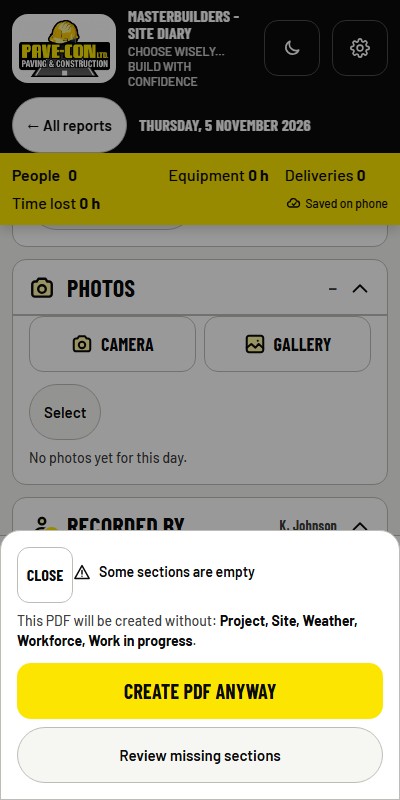 PAVE-CON LTD.
PAVING & CONSTRUCTION
MASTERBUILDERS -
SITE DIARY
CHOOSE WISELY...
BUILD WITH
CONFIDENCE
← All reports
THURSDAY, 5 NOVEMBER 2026
People 0
Equipment 0 h
Deliveries 0
Time lost 0 h
Saved on phone
PHOTOS
–
CAMERA
GALLERY
Select
No photos yet for this day.
RECORDED BY
K. Johnson
CLOSE
Some sections are empty
This PDF will be created without: Project, Site, Weather,
Workforce, Work in progress.
CREATE PDF ANYWAY
Review missing sections